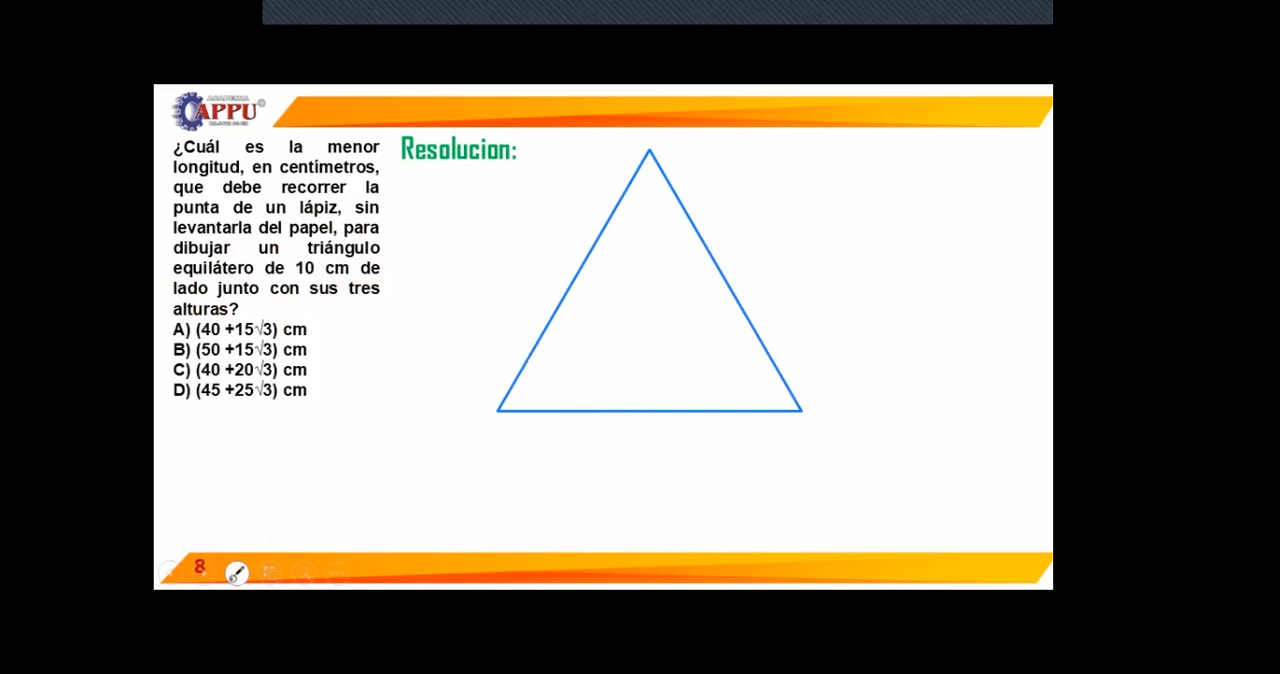 ACADEMIA
CAPPU
¿Cuál es la menor
longitud, en centímetros,
que debe recorrer la
punta de un lápiz, sin
levantarla del papel, para
dibujar un triángulo
equilátero de 10 cm de
lado junto con sus tres
alturas?
A) (40 +15√3) cm
B) (50 +15√3) cm
C) (40 +20√3) cm
D) (45 +25√3) cm
Resolucion:
8